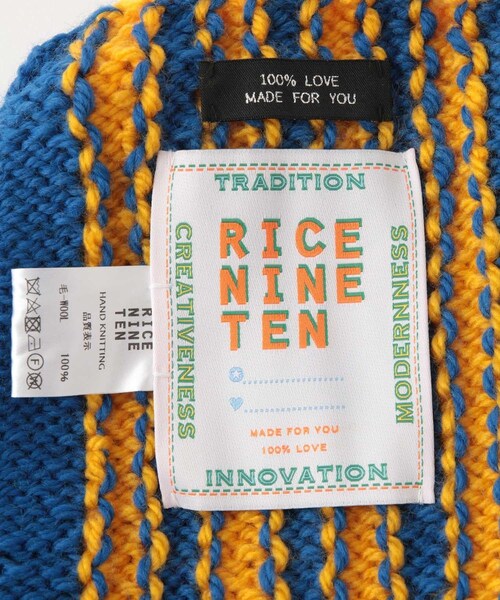 100% LOVE
MADE FOR YOU
TRADITION
CREATIVENESS
RICE
NINE
TEN
MODERNNESS
MADE FOR YOU
100% LOVE
INNOVATION
RICE
NINE
TEN
HAND KNITTING
品質表示
毛-WOOL 100%